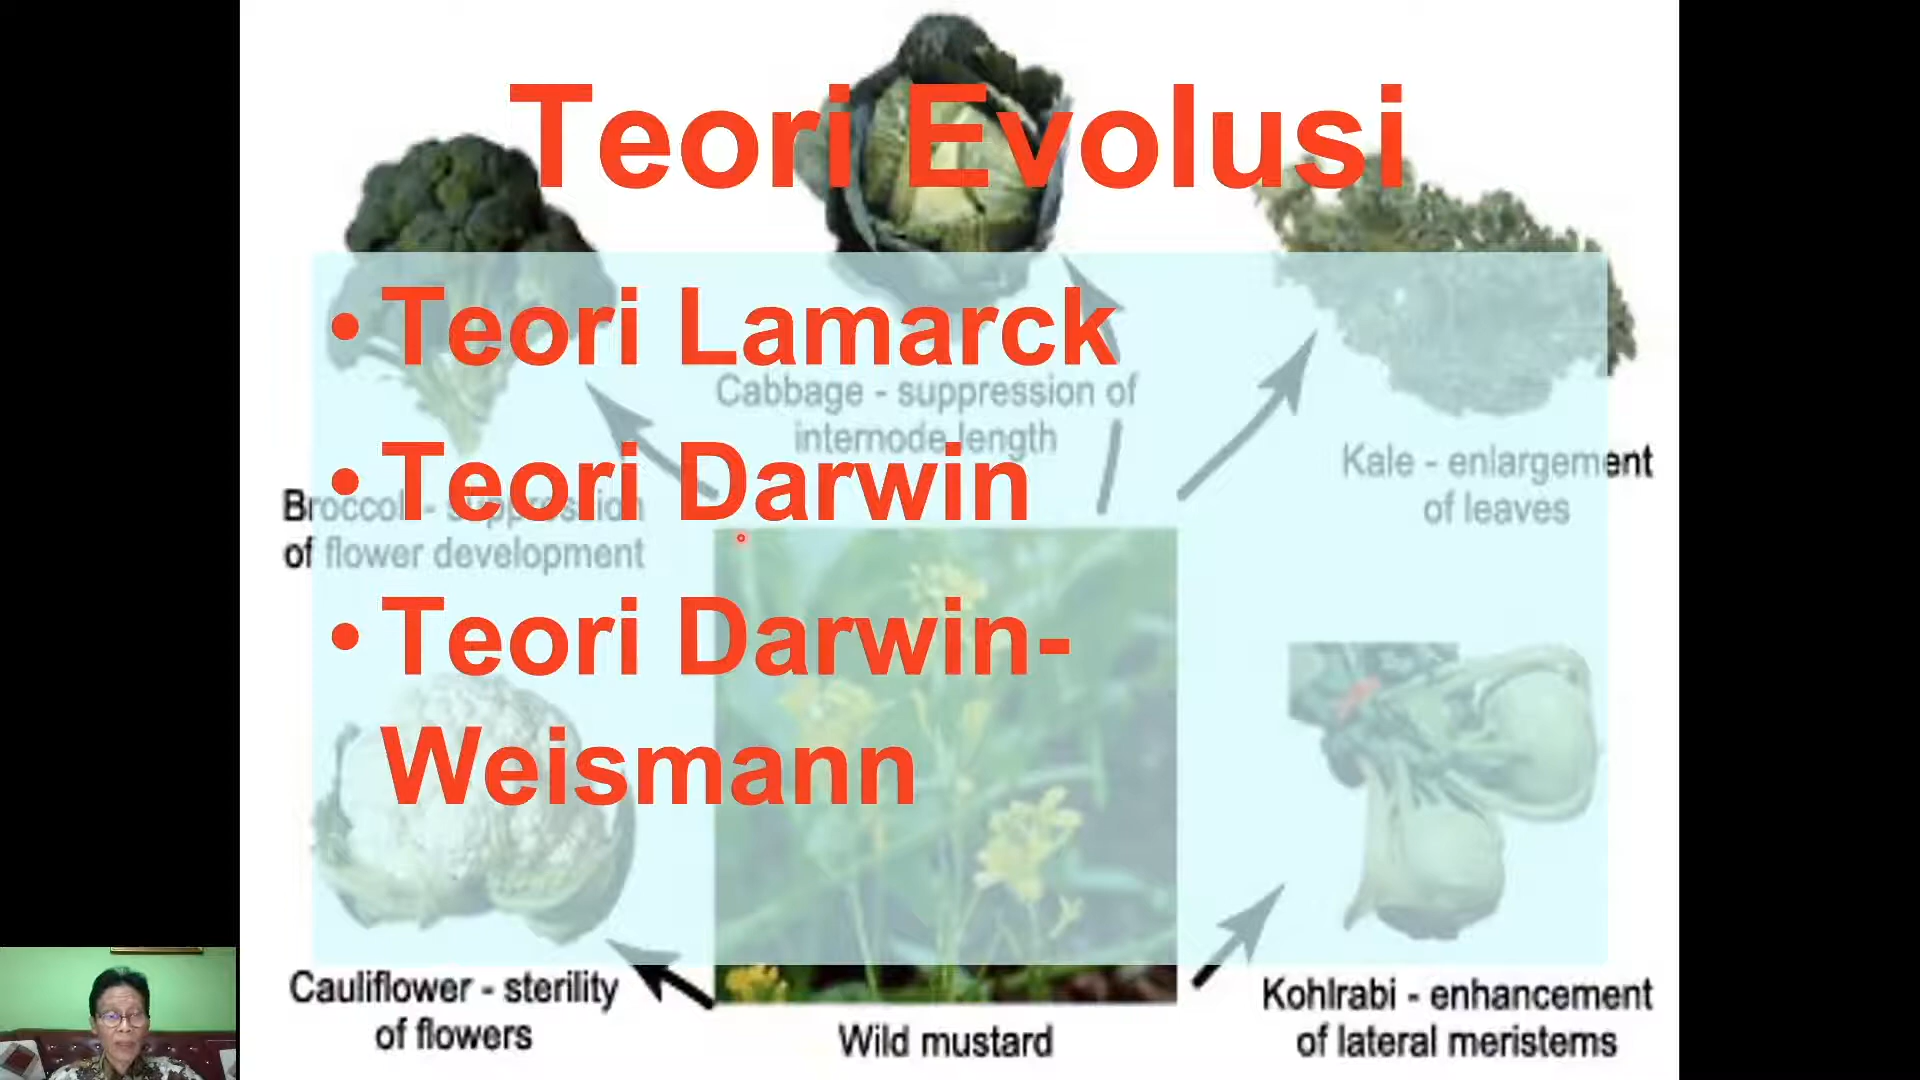 Teori Evolusi
• Teori Lamarck
• Teori Darwin
• Teori Darwin-
Weismann
Cabbage - suppression of
internode length
Kale - enlargement
of leaves
Broccoli - suppression
of flower development
Cauliflower - sterility
of flowers
Wild mustard
Kohlrabi - enhancement
of lateral meristems